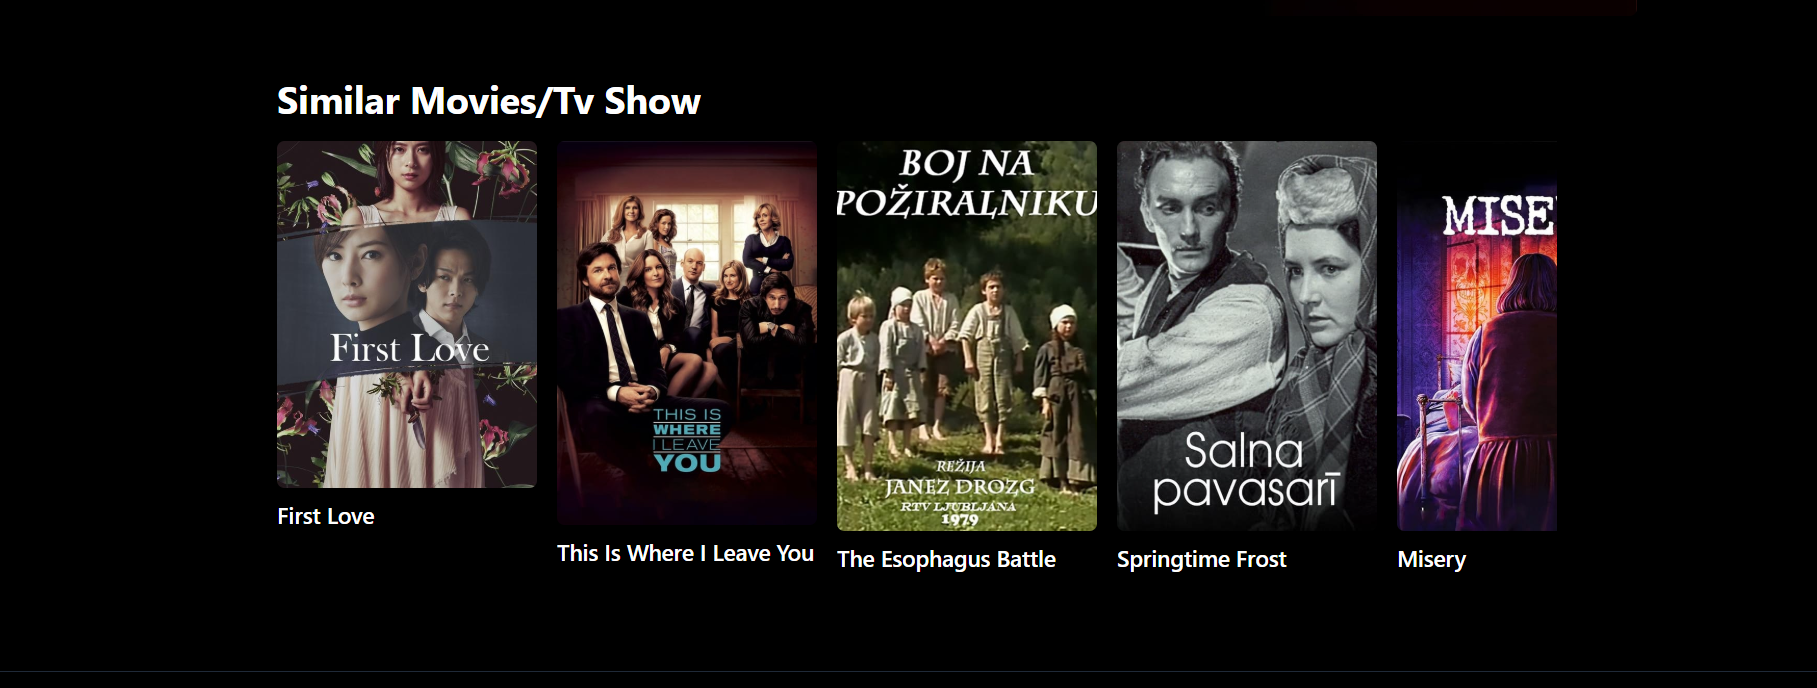 Similar Movies/Tv Show
First Love
First Love
THIS IS
WHERE
I LEAVE
YOU
This Is Where I Leave You
BOJ NA
POŽIRALNIKU
REŽIJA
JANEZ DROZG
RTV LJUBLJANA
1979
The Esophagus Battle
Salna
pavasarī
Springtime Frost
MISE
Misery